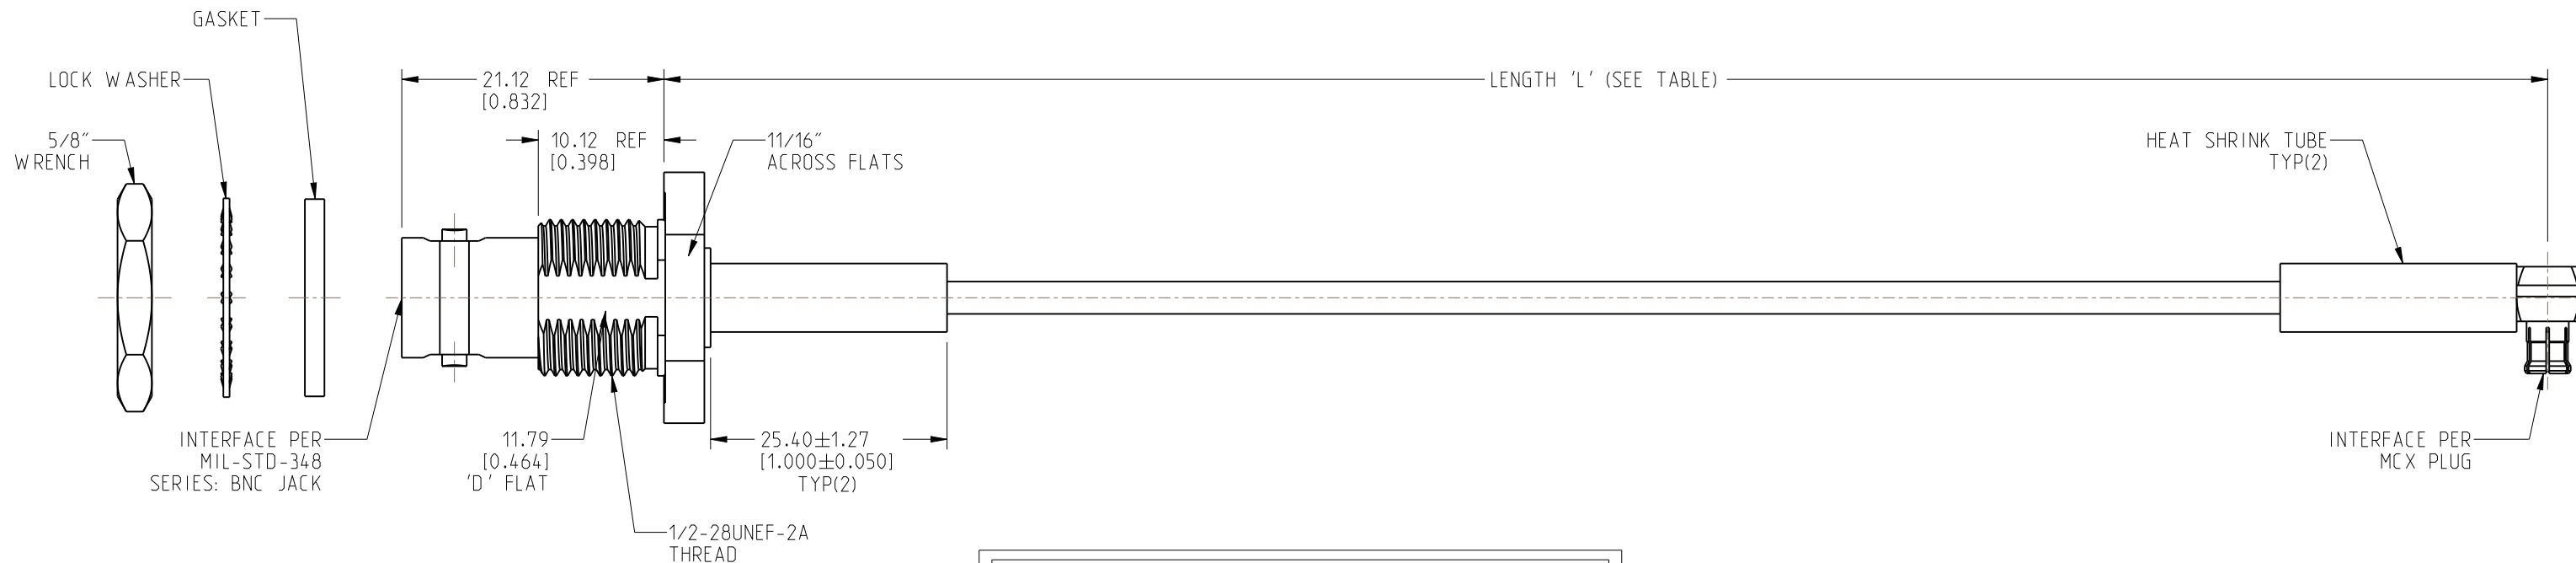 GASKET
LOCK WASHER
21.12 REF
[0.832]
LENGTH 'L' (SEE TABLE)
5/8"
WRENCH
10.12 REF
[0.398]
11/16"
ACROSS FLATS
HEAT SHRINK TUBE
TYP(2)
INTERFACE PER
MIL-STD-348
SERIES: BNC JACK
11.79
[0.464]
'D' FLAT
25.40±1.27
[1.000±0.050]
TYP(2)
INTERFACE PER
MCX PLUG
1/2-28UNEF-2A
THREAD